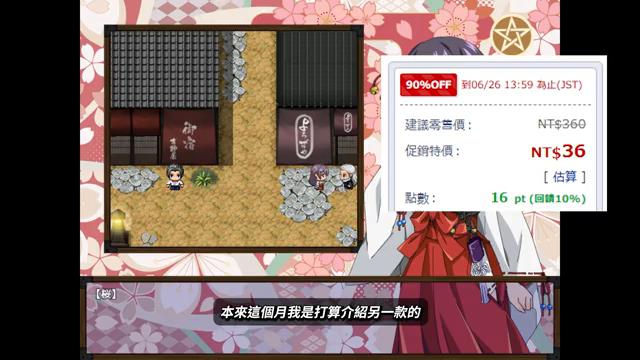 90%OFF 到06/26 13:59 為止(JST)
建議零售價： NT$360
促銷特價： NT$36
[ 估算 ]
點數： 16 pt (回饋10%)
御宿
【桜】
本來這個月我是打算介紹另一款的